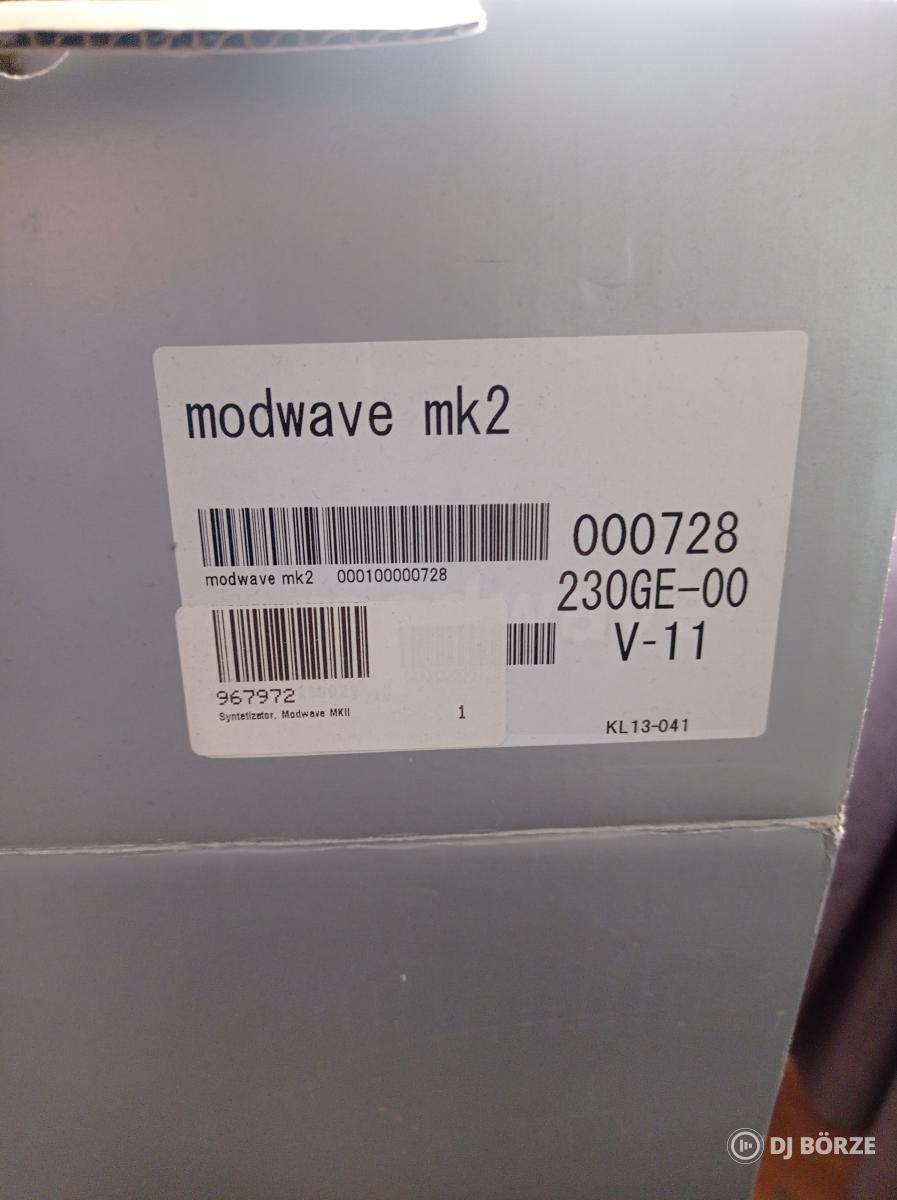 modwave mk2
000728
modwave mk2 000100000728
230GE-00
V-11
967972
Syntetizator, Modwave MKII 1
KL13-041
DJ BÖRZE